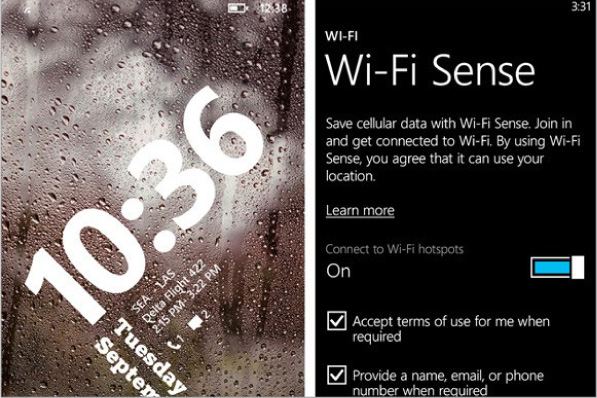 12:38
10:36
SEA - LAS
Delta flight 422
2:15 PM- 3:22 PM
1
2
Tuesday
Septem
3:31
WI-FI
Wi-Fi Sense
Save cellular data with Wi-Fi Sense. Join in
and get connected to Wi-Fi. By using Wi-Fi
Sense, you agree that it can use your
location.
Learn more
Connect to Wi-Fi hotspots
On
Accept terms of use for me when
required
Provide a name, email, or phone
number when required